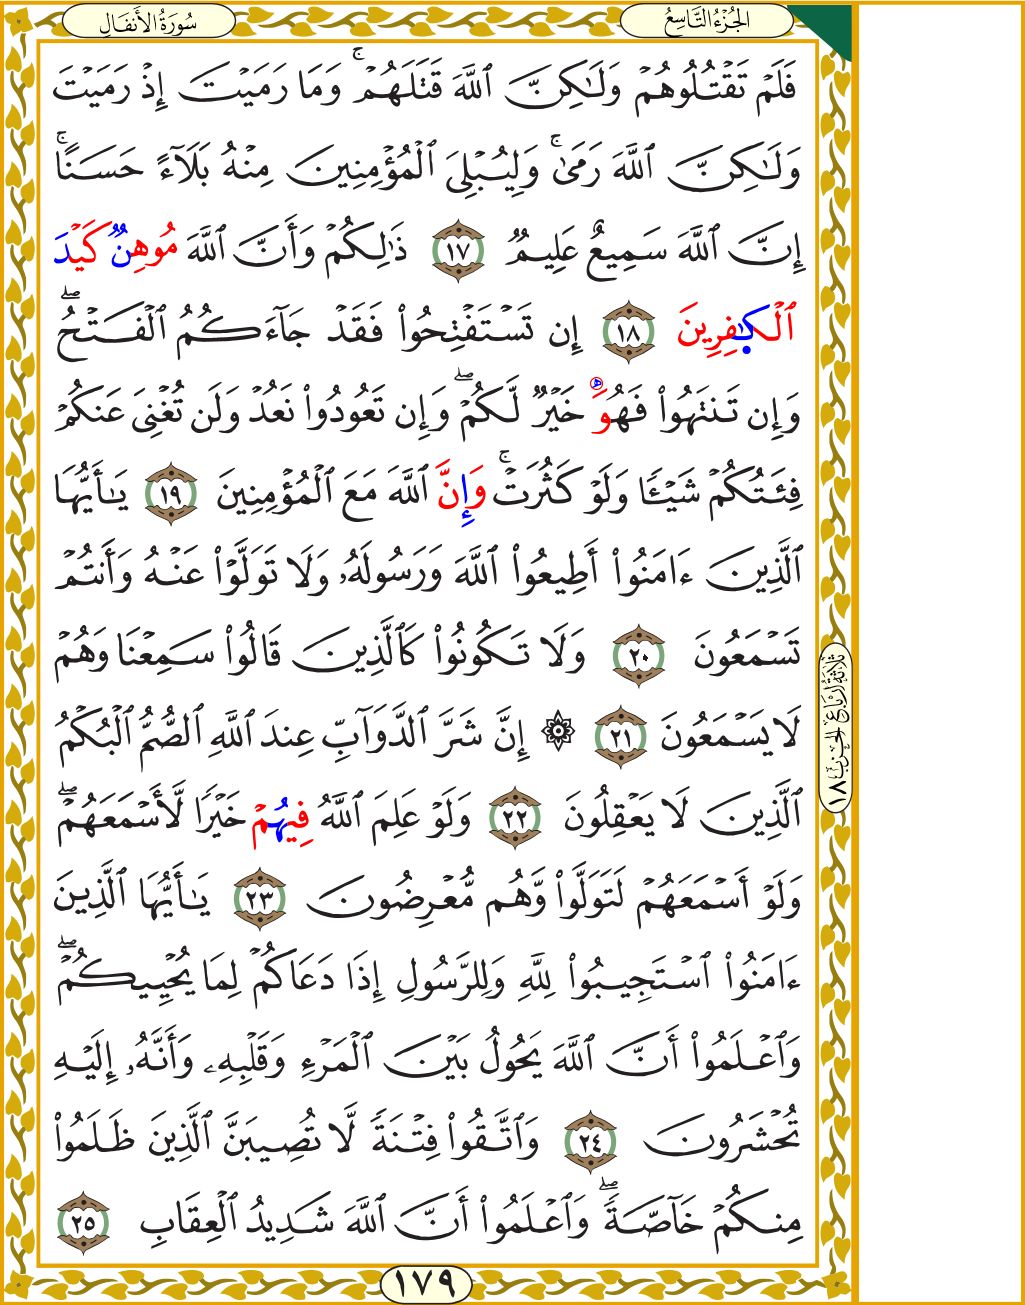 الجُزْءُ التَّاسِعُ
سُورَةُ الأَنفَالِ
فَلَمْ تَقْتُلُوهُمْ وَلَٰكِنَّ ٱللَّهَ قَتَلَهُمْ ۚ وَمَا رَمَيْتَ إِذْ رَمَيْتَ
وَلَٰكِنَّ ٱللَّهَ رَمَىٰ ۚ وَلِيُبْلِىَ ٱلْمُؤْمِنِينَ مِنْهُ بَلَآءً حَسَنًا ۚ
إِنَّ ٱللَّهَ سَمِيعٌ عَلِيمٌ ١٧ ذَٰلِكُمْ وَأَنَّ ٱللَّهَ مُوهِنٌ كَيْدَ
ٱلْكَٰفِرِينَ ١٨ إِن تَسْتَفْتِحُوا۟ فَقَدْ جَآءَكُمُ ٱلْفَتْحُ ۖ
وَإِن تَنتَهُوا۟ فَهُوَ خَيْرٌ لَّكُمْ ۖ وَإِن تَعُودُوا۟ نَعُدْ وَلَن تُغْنِىَ عَنكُمْ
فِئَتُكُمْ شَيْـًٔا وَلَوْ كَثُرَتْ ۚ وَإِنَّ ٱللَّهَ مَعَ ٱلْمُؤْمِنِينَ ١٩ يَٰٓأَيُّهَا
ٱلَّذِينَ ءَامَنُوٓا۟ أَطِيعُوا۟ ٱللَّهَ وَرَسُولَهُۥ وَلَا تَوَلَّوْا۟ عَنْهُ وَأَنتُمْ
تَسْمَعُونَ ٢٠ وَلَا تَكُونُوا۟ كَٱلَّذِينَ قَالُوا۟ سَمِعْنَا وَهُمْ
لَا يَسْمَعُونَ ٢١ ۞ إِنَّ شَرَّ ٱلدَّوَآبِّ عِندَ ٱللَّهِ ٱلصُّمُّ ٱلْبُكْمُ
ٱلَّذِينَ لَا يَعْقِلُونَ ٢٢ وَلَوْ عَلِمَ ٱللَّهُ فِيهُمْ خَيْرًا لَّأَسْمَعَهُمْ ۖ
وَلَوْ أَسْمَعَهُمْ لَتَوَلَّوا۟ وَّهُم مُّعْرِضُونَ ٢٣ يَٰٓأَيُّهَا ٱلَّذِينَ
ءَامَنُوا۟ ٱسْتَجِيبُوا۟ لِلَّهِ وَلِلرَّسُولِ إِذَا دَعَاكُمْ لِمَا يُحْيِيكُمْ ۖ
وَٱعْلَمُوٓا۟ أَنَّ ٱللَّهَ يَحُولُ بَيْنَ ٱلْمَرْءِ وَقَلْبِهِۦ وَأَنَّهُۥٓ إِلَيْهِ
تُحْشَرُونَ ٢٤ وَٱتَّقُوا۟ فِتْنَةً لَّا تُصِيبَنَّ ٱلَّذِينَ ظَلَمُوا۟
مِنكُمْ خَآصَّةً ۖ وَٱعْلَمُوٓا۟ أَنَّ ٱللَّهَ شَدِيدُ ٱلْعِقَابِ ٢٥
ثَلَاثَةُ أَرْبَاعِ الْحِزْبِ ١٨
١٧٩